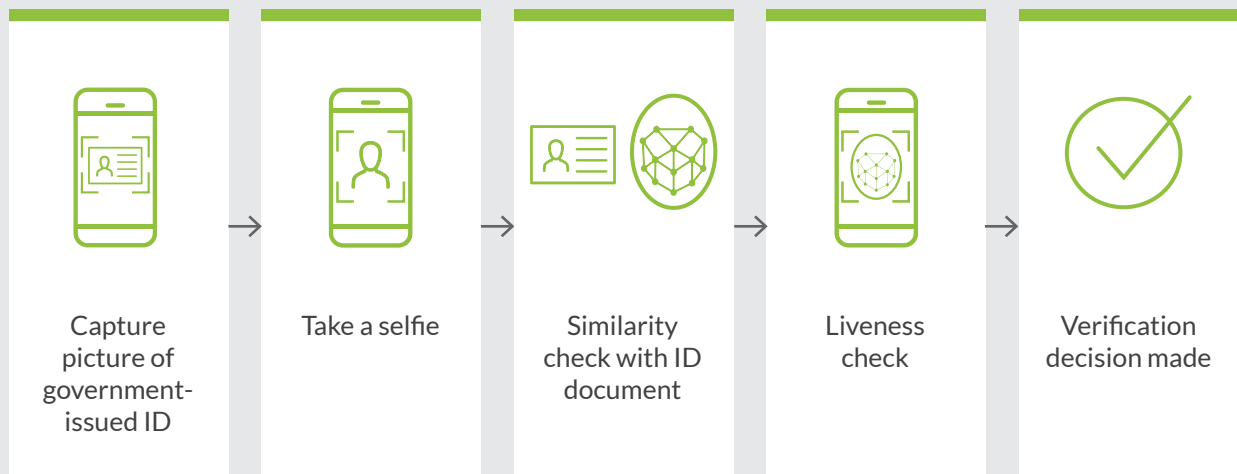 Capture
picture of
government-
issued ID
Take a selfie
Similarity
check with ID
document
Liveness
check
Verification
decision made